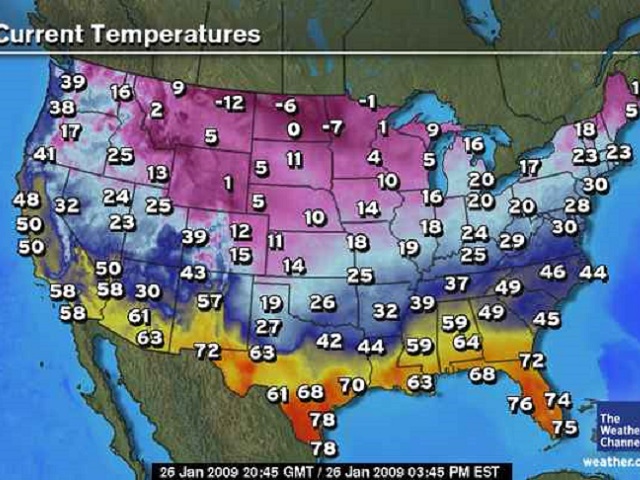 Current Temperatures
39 16 9 -12 -6 -1 1
38 2 5
17 5 0 -7 1 9 16 18
41 25 13 5 11 4 5 17 23 23
1 10 20 30
48 32 24 25 5 14 16 20 20 28
50 23 10 18 30
50 39 12 11 18 19 24 29
15 25
50 43 14 25 46 44
58 58 30 57 37 49
58 61 19 26 32 39 49 45
63 27 59
72 63 42 44 59 64 72
61 68 70 63 68
76 74
78 75
78
The
Weather
Channel
weather.c
26 Jan 2009 20:45 GMT / 26 Jan 2009 03:45 PM EST